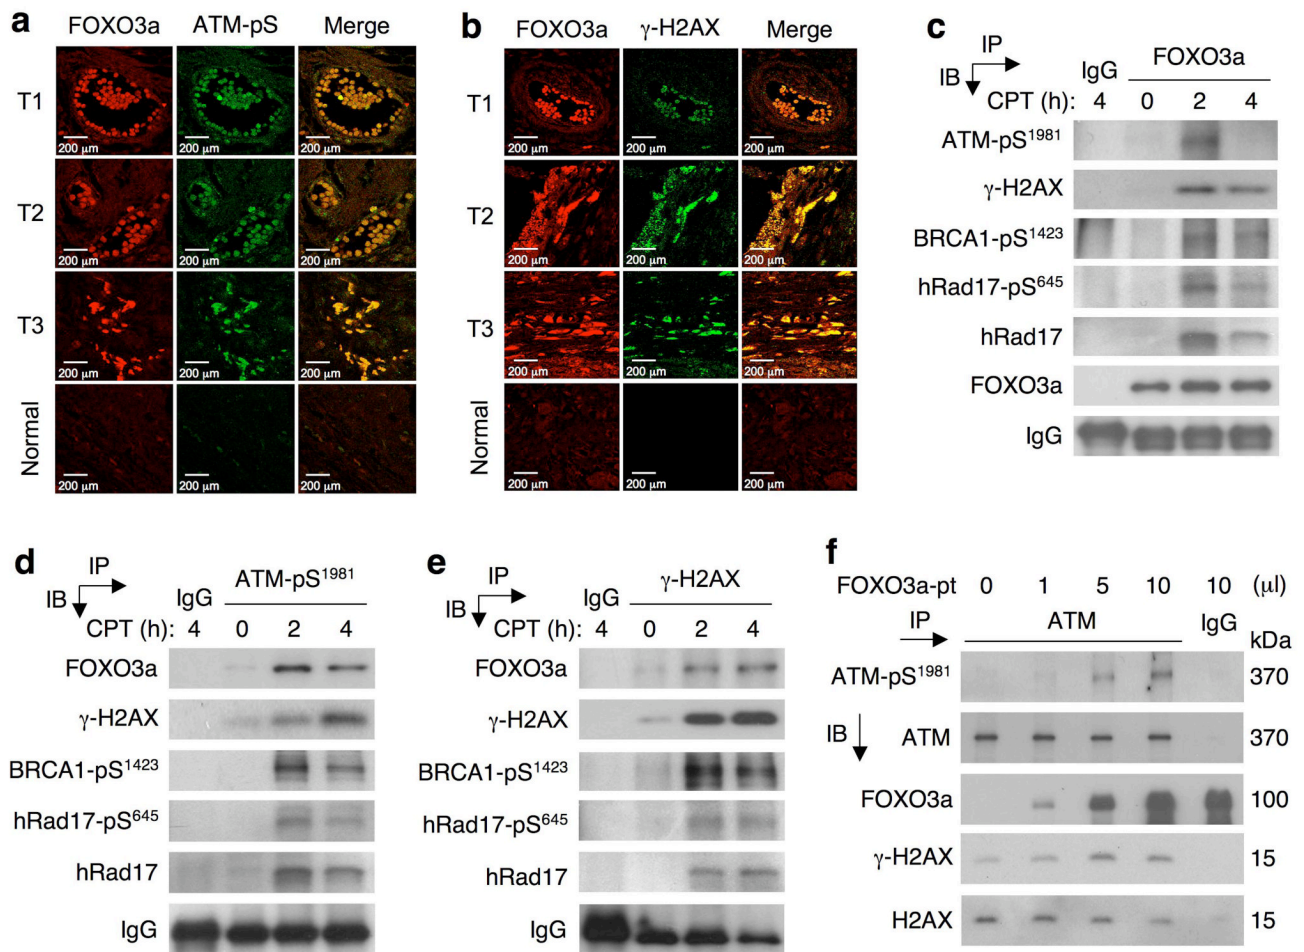 a
FOXO3a ATM-pS Merge
T1
200 µm 200 µm 200 µm
T2
200 µm 200 µm 200 µm
T3
200 µm 200 µm 200 µm
Normal
200 µm 200 µm 200 µm
b
FOXO3a γ-H2AX Merge
T1
200 µm 200 µm 200 µm
T2
200 µm 200 µm 200 µm
T3
200 µm 200 µm 200 µm
Normal
200 µm 200 µm 200 µm
c
IP
IB
IgG FOXO3a
CPT (h): 4 0 2 4
ATM-pS¹⁹⁸¹
γ-H2AX
BRCA1-pS¹⁴²³
hRad17-pS⁶⁴⁵
hRad17
FOXO3a
IgG
d
IP
IB
IgG ATM-pS¹⁹⁸¹
CPT (h): 4 0 2 4
FOXO3a
γ-H2AX
BRCA1-pS¹⁴²³
hRad17-pS⁶⁴⁵
hRad17
IgG
e
IP
IB
IgG γ-H2AX
CPT (h): 4 0 2 4
FOXO3a
γ-H2AX
BRCA1-pS¹⁴²³
hRad17-pS⁶⁴⁵
hRad17
IgG
f
FOXO3a-pt 0 1 5 10 10 (µl)
IP ATM IgG kDa
ATM-pS¹⁹⁸¹ 370
IB ATM 370
FOXO3a 100
γ-H2AX 15
H2AX 15